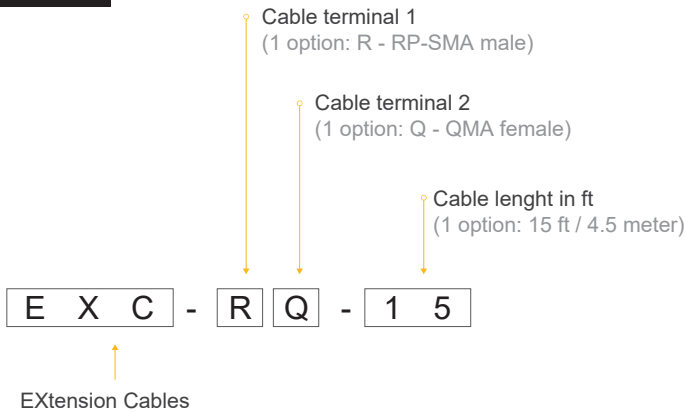 Cable terminal 1
(1 option: R - RP-SMA male)
Cable terminal 2
(1 option: Q - QMA female)
Cable lenght in ft
(1 option: 15 ft / 4.5 meter)
E X C - R Q - 1 5
EXtension Cables